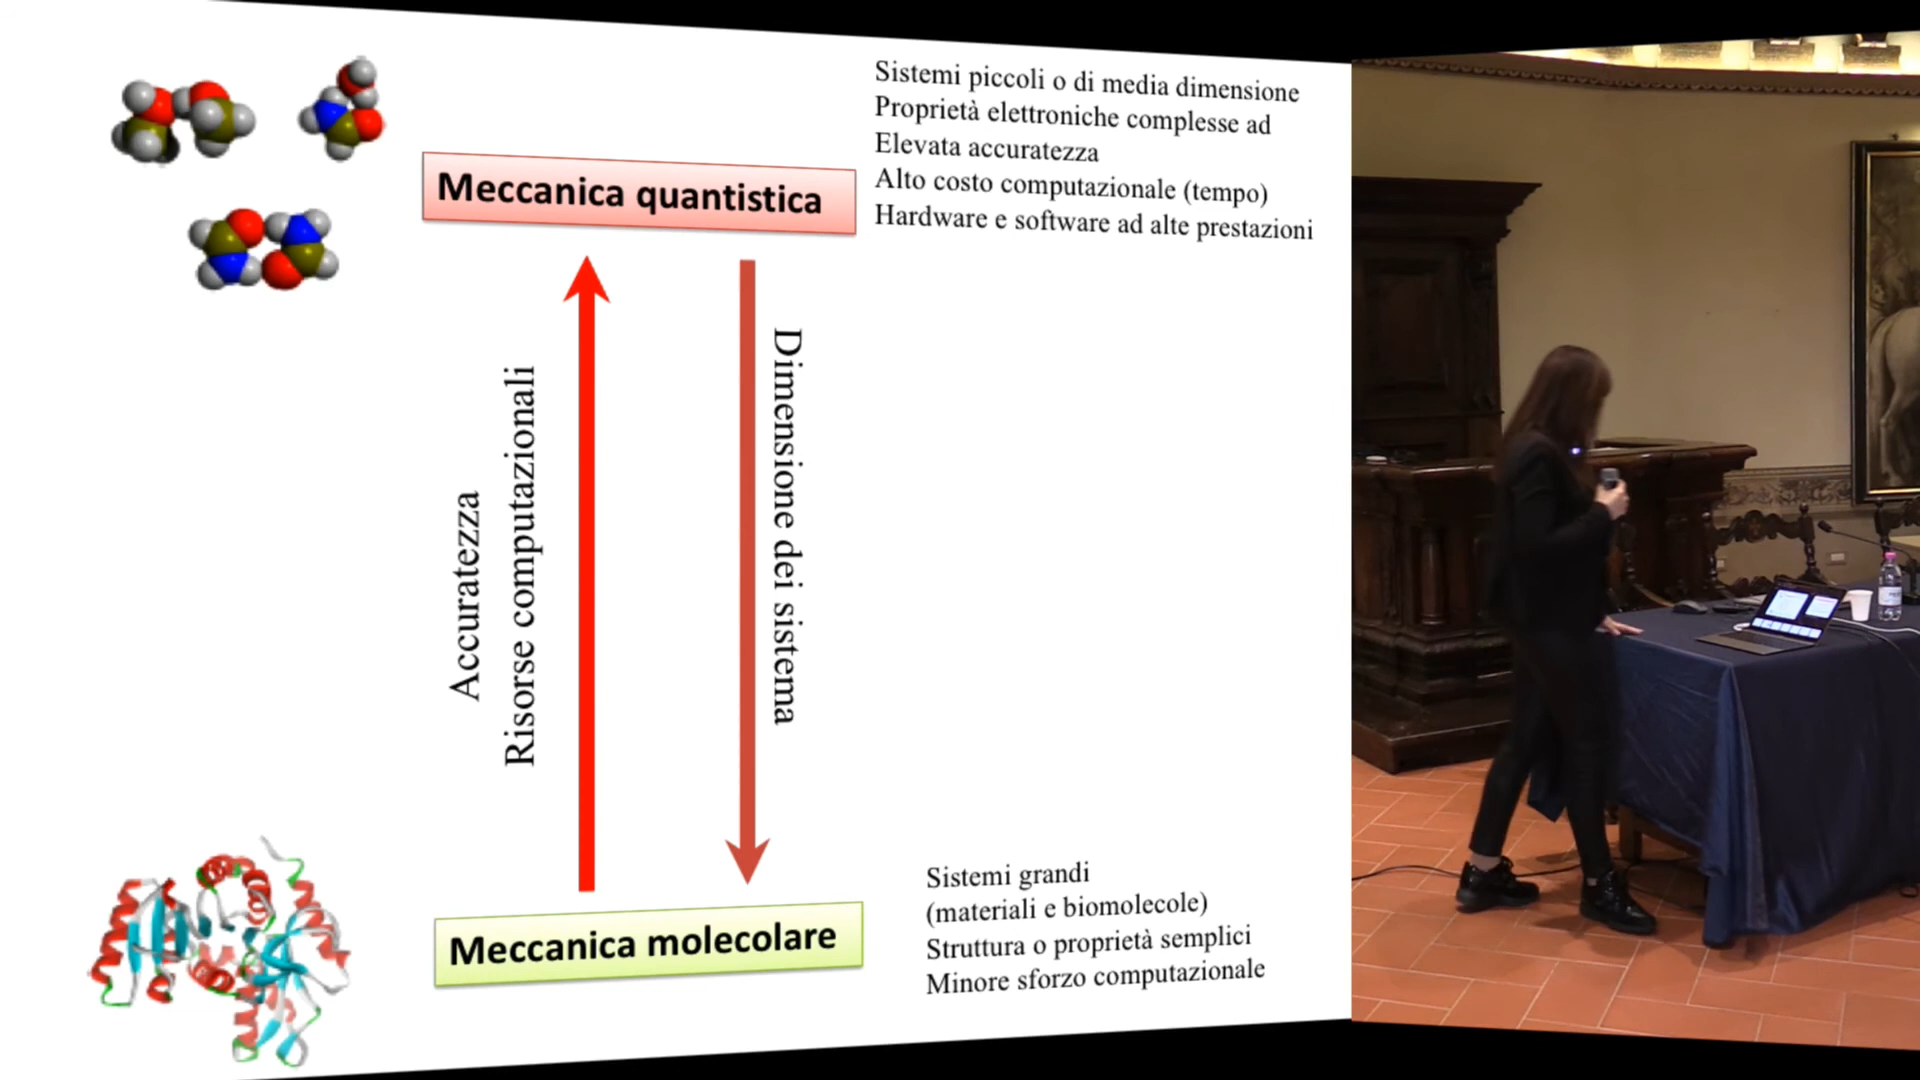 Sistemi piccoli o di media dimensione
Proprietà elettroniche complesse ad
Elevata accuratezza
Alto costo computazionale (tempo)
Hardware e software ad alte prestazioni
Meccanica quantistica
Accuratezza
Risorse computazionali
Dimensione dei sistema
Meccanica molecolare
Sistemi grandi
(materiali e biomolecole)
Struttura o proprietà semplici
Minore sforzo computazionale